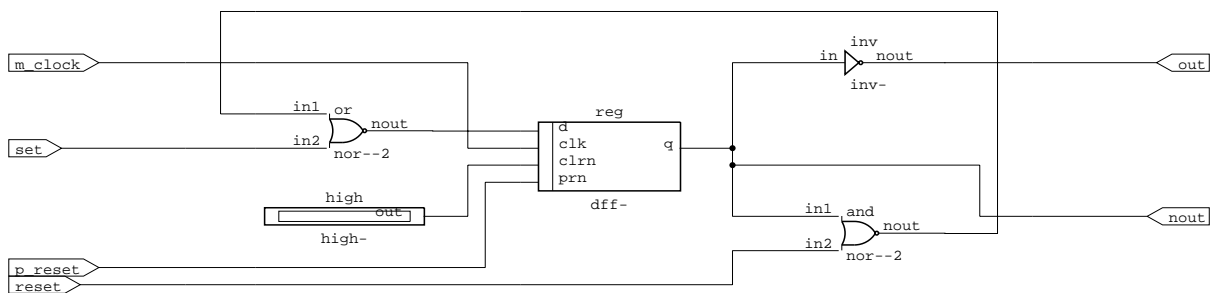 inv
m_clock
in
nout
out
inv-
in1
or
reg
nout
d
set
in2
nor--2
clk
q
clrn
prn
high
out
dff-
in1
and
nout
nout
high-
in2
nor--2
p_reset
reset